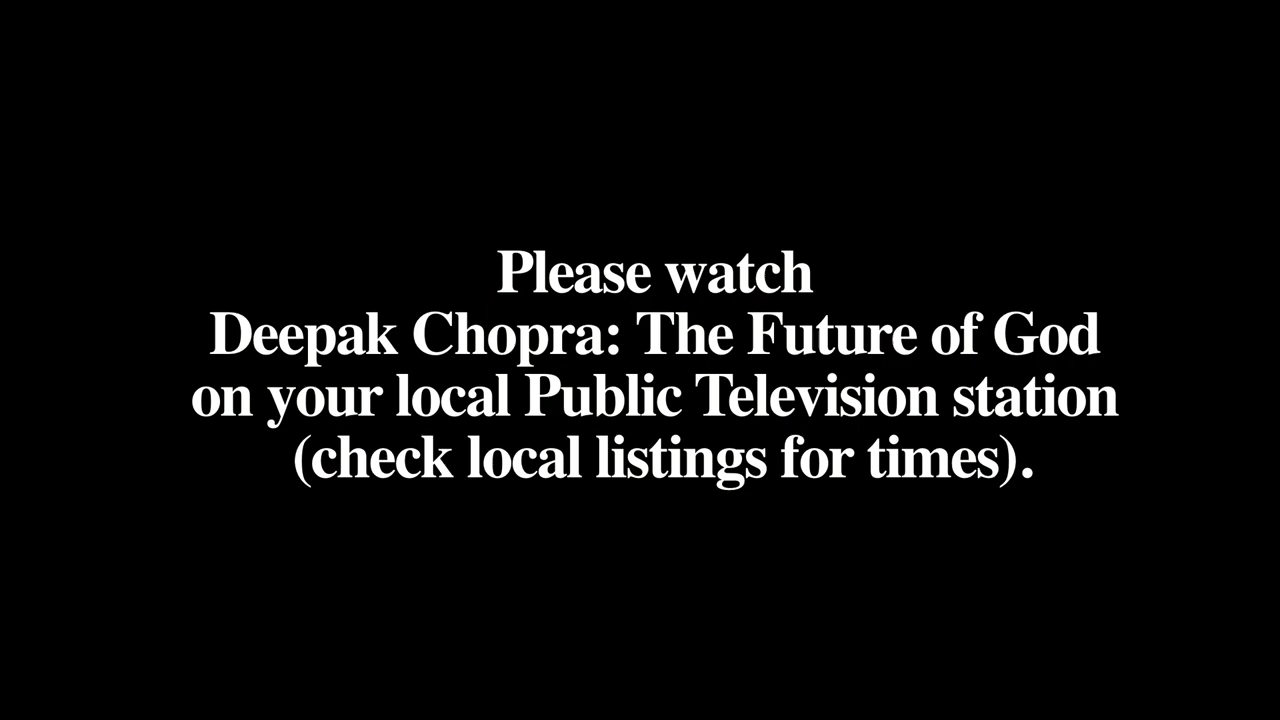 Please watch
Deepak Chopra: The Future of God
on your local Public Television station
(check local listings for times).